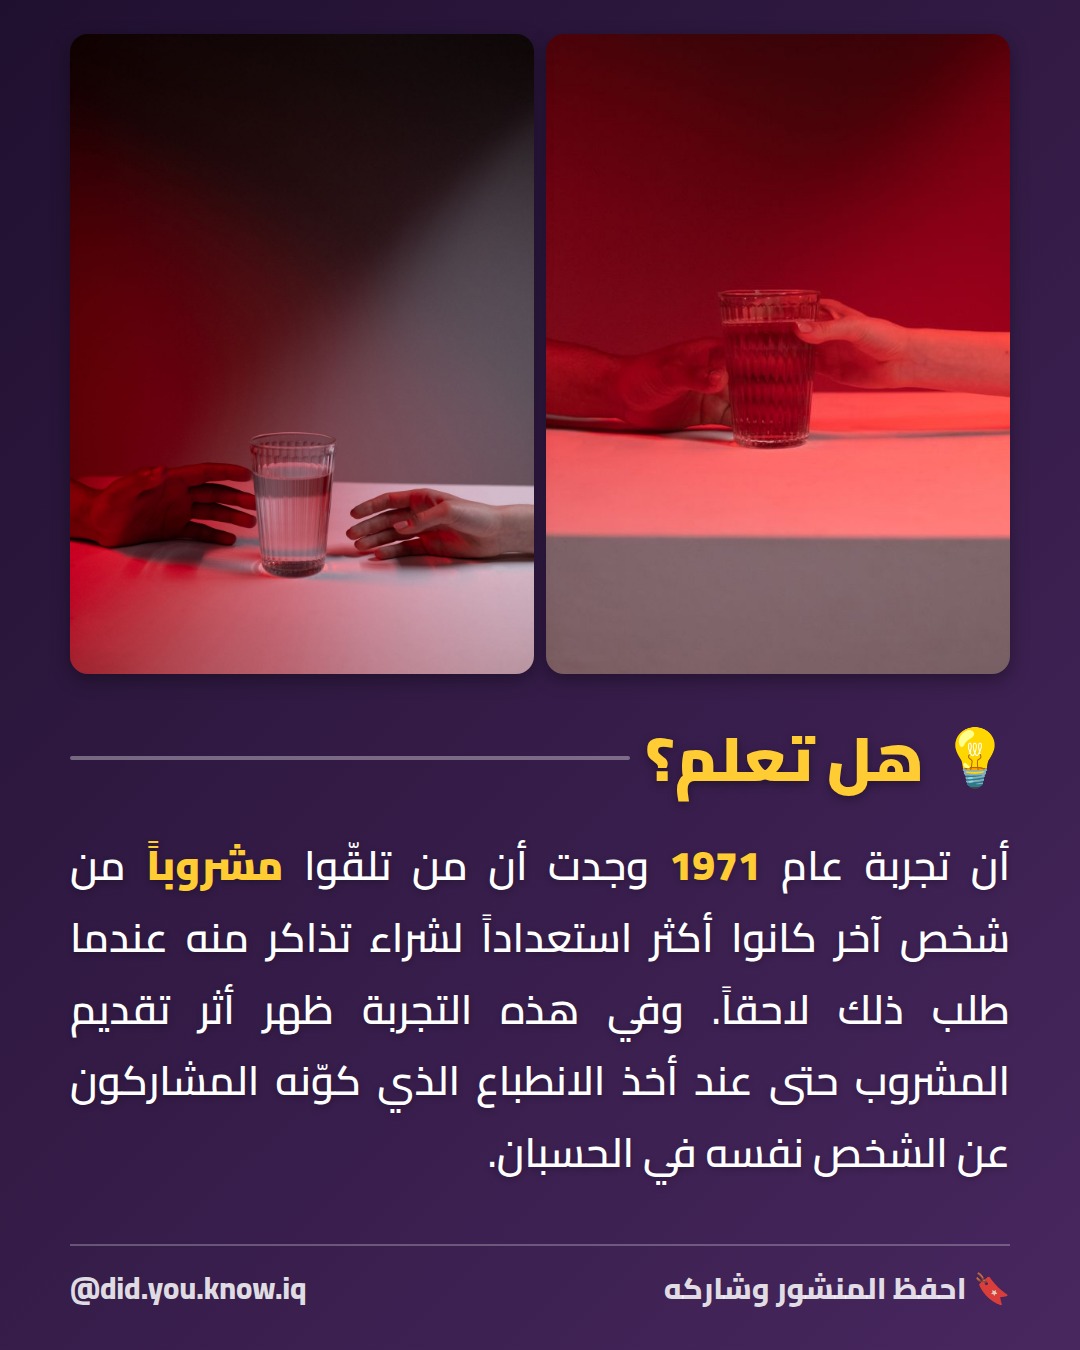 هل تعلم؟
أن تجربة عام 1971 وجدت أن من تلقّوا مشروباً من
شخص آخر كانوا أكثر استعداداً لشراء تذاكر منه عندما
طلب ذلك لاحقاً. وفي هذه التجربة ظهر أثر تقديم
المشروب حتى عند أخذ الانطباع الذي كوّنه المشاركون
عن الشخص نفسه في الحسبان.
احفظ المنشور وشاركه
@did.you.know.iq